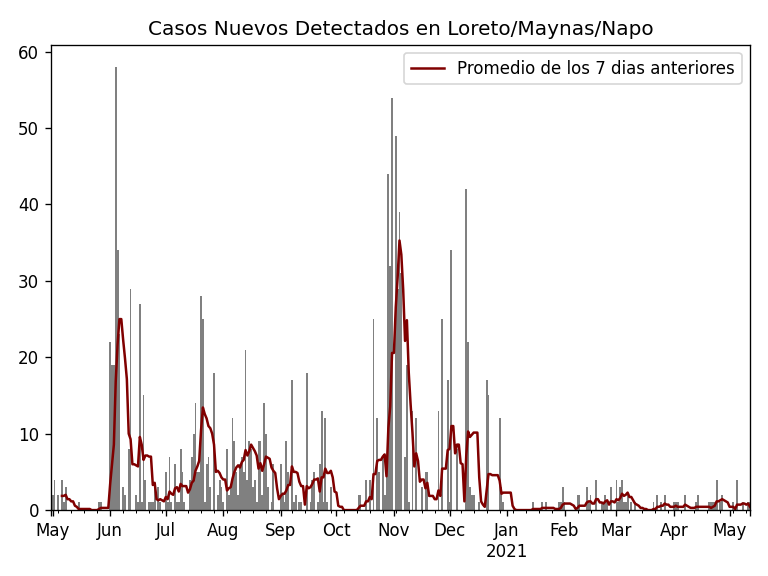 Casos Nuevos Detectados en Loreto/Maynas/Napo
Promedio de los 7 dias anteriores
60
50
40
30
20
10
0
May Jun Jul Aug Sep Oct Nov Dec Jan Feb Mar Apr May
2021